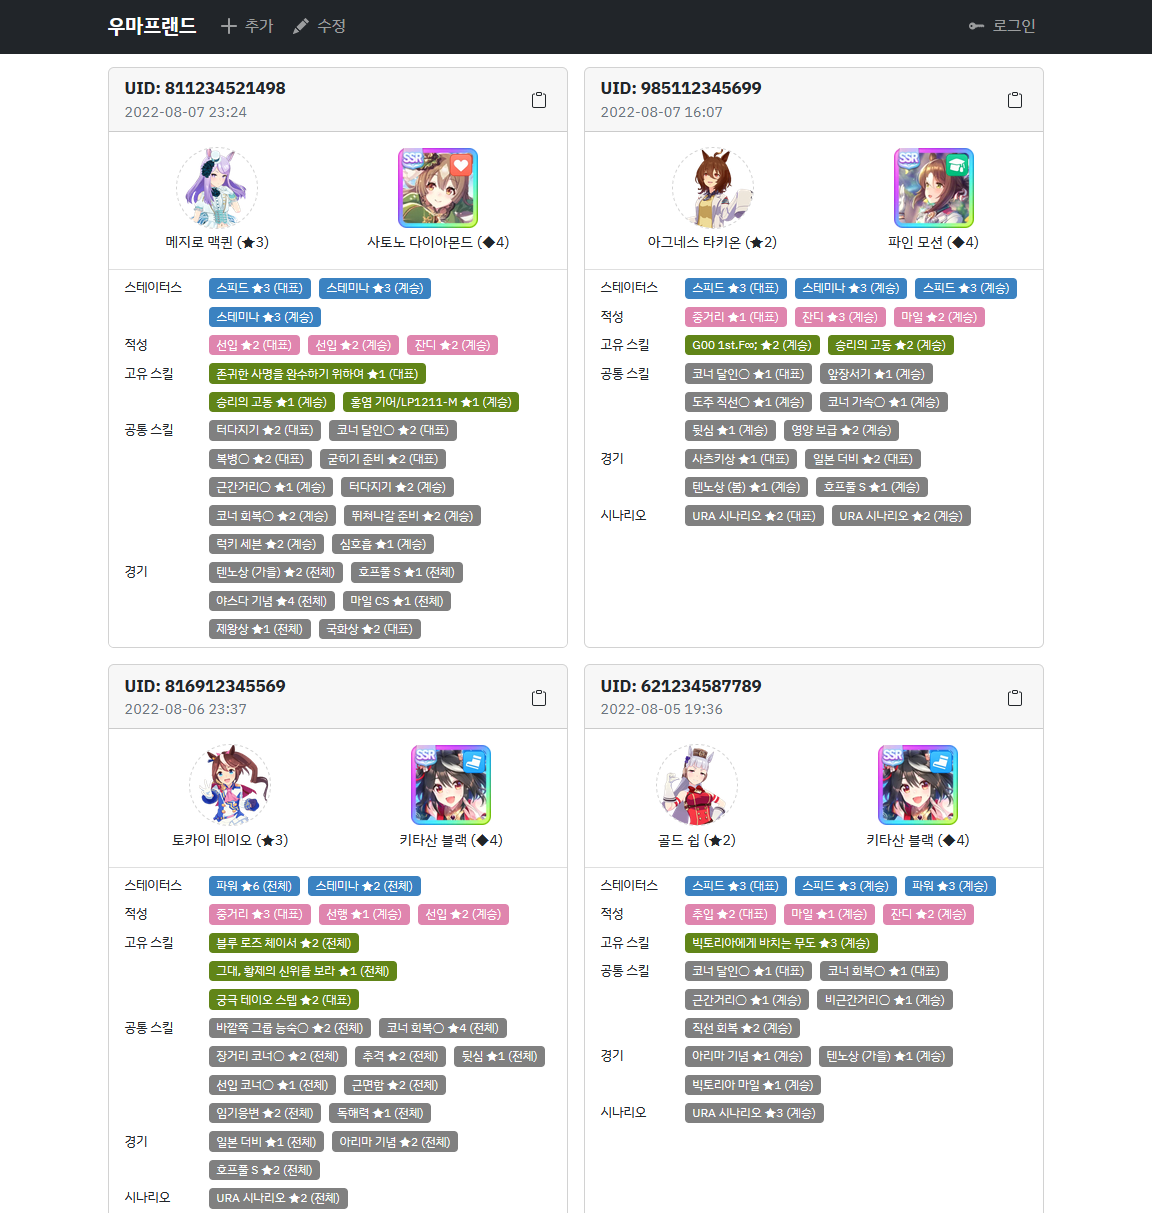 우마프랜드 추가 수정 로그인
UID: 811234521498
2022-08-07 23:24
SSR
메지로 맥퀸 (★3) 사토노 다이아몬드 (◆4)
스테이터스 스피드 ★3 (대표) 스테미나 ★3 (계승)
스테미나 ★3 (계승)
적성 선입 ★2 (대표) 선입 ★2 (계승) 잔디 ★2 (계승)
고유 스킬 존귀한 사명을 완수하기 위하여 ★1 (대표)
승리의 고동 ★1 (계승) 홍염 기어/LP1211-M ★1 (계승)
공통 스킬 터다지기 ★2 (대표) 코너 달인○ ★2 (대표)
복병○ ★2 (대표) 굳히기 준비 ★2 (대표)
근간거리○ ★1 (계승) 터다지기 ★2 (계승)
코너 회복○ ★2 (계승) 뛰쳐나갈 준비 ★2 (계승)
럭키 세븐 ★2 (계승) 심호흡 ★1 (계승)
경기 텐노상 (가을) ★2 (전체) 호프풀 S ★1 (전체)
야스다 기념 ★4 (전체) 마일 CS ★1 (전체)
제왕상 ★1 (전체) 국화상 ★2 (대표)
UID: 985112345699
2022-08-07 16:07
SSR
아그네스 타키온 (★2) 파인 모션 (◆4)
스테이터스 스피드 ★3 (대표) 스테미나 ★3 (계승) 스피드 ★3 (계승)
적성 중거리 ★1 (대표) 잔디 ★3 (계승) 마일 ★2 (계승)
고유 스킬 G00 1st.F∞; ★2 (계승) 승리의 고동 ★2 (계승)
공통 스킬 코너 달인○ ★1 (대표) 앞장서기 ★1 (계승)
도주 직선○ ★1 (계승) 코너 가속○ ★1 (계승)
뒷심 ★1 (계승) 영양 보급 ★2 (계승)
경기 사츠키상 ★1 (대표) 일본 더비 ★2 (대표)
텐노상 (봄) ★1 (계승) 호프풀 S ★1 (계승)
시나리오 URA 시나리오 ★2 (대표) URA 시나리오 ★2 (계승)
UID: 816912345569
2022-08-06 23:37
SSR
토카이 테이오 (★3) 키타산 블랙 (◆4)
스테이터스 파워 ★6 (전체) 스테미나 ★2 (전체)
적성 중거리 ★3 (대표) 선행 ★1 (계승) 선입 ★2 (계승)
고유 스킬 블루 로즈 체이서 ★2 (전체)
그대, 황제의 신위를 보라 ★1 (전체)
궁극 테이오 스텝 ★2 (대표)
공통 스킬 바깥쪽 그룹 능숙○ ★2 (전체) 코너 회복○ ★4 (전체)
장거리 코너○ ★2 (전체) 추격 ★2 (전체) 뒷심 ★1 (전체)
선입 코너○ ★1 (전체) 근면함 ★2 (전체)
임기응변 ★2 (전체) 독해력 ★1 (전체)
경기 일본 더비 ★1 (전체) 아리마 기념 ★2 (전체)
호프풀 S ★2 (전체)
시나리오 URA 시나리오 ★2 (전체)
UID: 621234587789
2022-08-05 19:36
SSR
골드 쉽 (★2) 키타산 블랙 (◆4)
스테이터스 스피드 ★3 (대표) 스피드 ★3 (계승) 파워 ★3 (계승)
적성 추입 ★2 (대표) 마일 ★1 (계승) 잔디 ★2 (계승)
고유 스킬 빅토리아에게 바치는 무도 ★3 (계승)
공통 스킬 코너 달인○ ★1 (대표) 코너 회복○ ★1 (대표)
근간거리○ ★1 (계승) 비근간거리○ ★1 (계승)
직선 회복 ★2 (계승)
경기 아리마 기념 ★1 (계승) 텐노상 (가을) ★1 (계승)
빅토리아 마일 ★1 (계승)
시나리오 URA 시나리오 ★3 (계승)